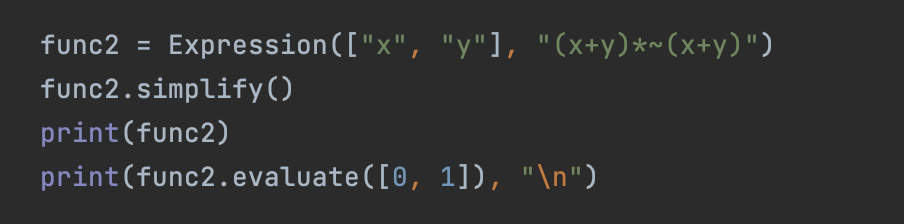 func2 = Expression(["x", "y"], "(x+y)*~(x+y)")
func2.simplify()
print(func2)
print(func2.evaluate([0, 1]), "\n")